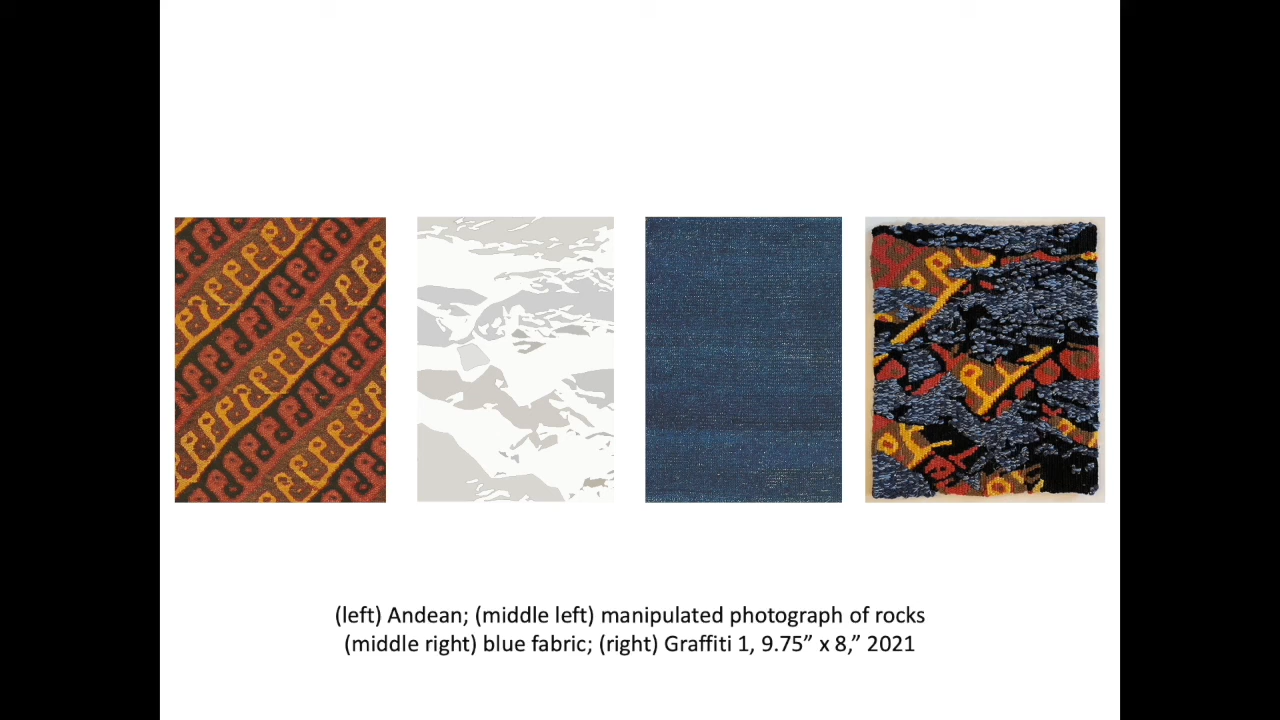 (left) Andean; (middle left) manipulated photograph of rocks
(middle right) blue fabric; (right) Graffiti 1, 9.75” x 8,” 2021